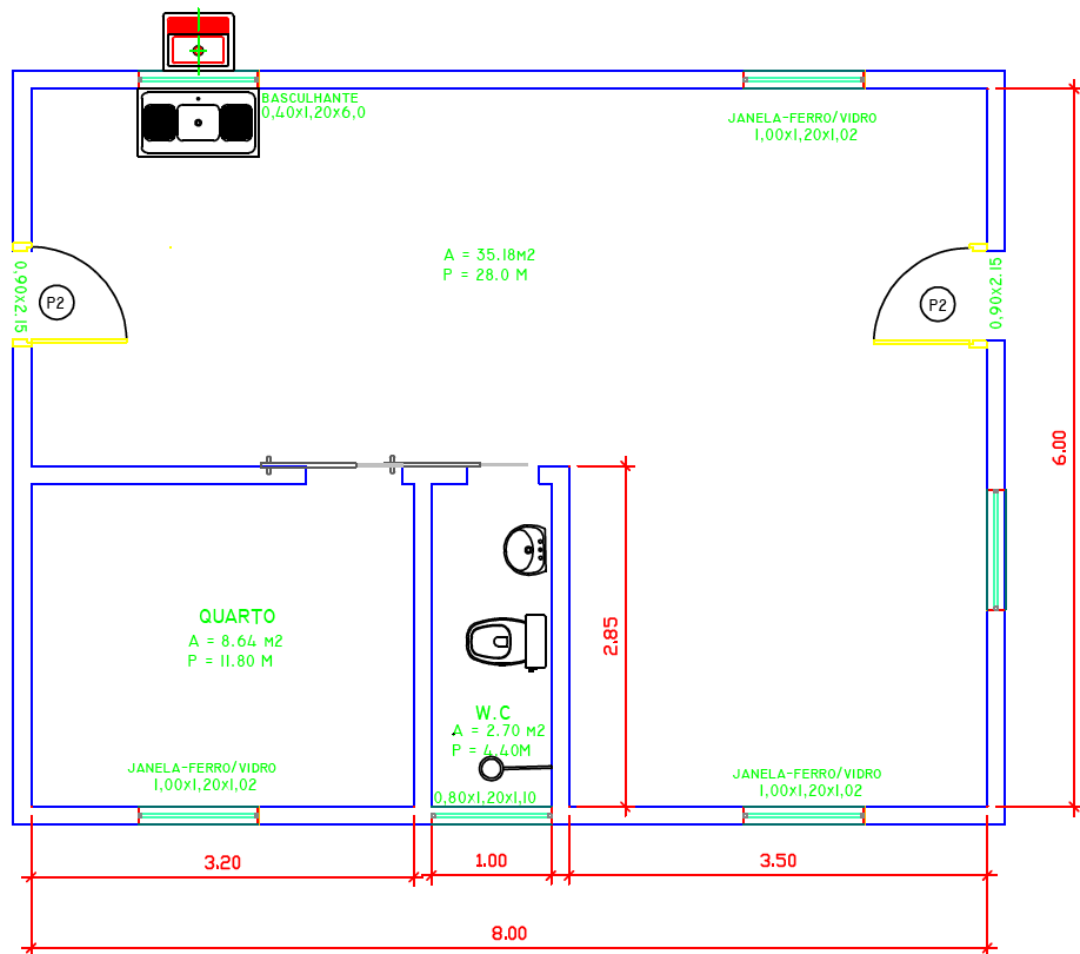 BASCULHANTE
0,40x1,20x6,0
JANELA-FERRO/VIDRO
1,00x1,20x1,02
A = 35.18M2
P = 28.0 M
0,90x2.15
P2
P2
0,90x2.15
6.00
2.85
QUARTO
A = 8.64 M2
P = 11.80 M
W.C
A = 2.70 M2
P = 4.40M
JANELA-FERRO/VIDRO
1,00x1,20x1,02
0,80x1,20x1,10
JANELA-FERRO/VIDRO
1,00x1,20x1,02
3.20
1.00
3.50
8.00